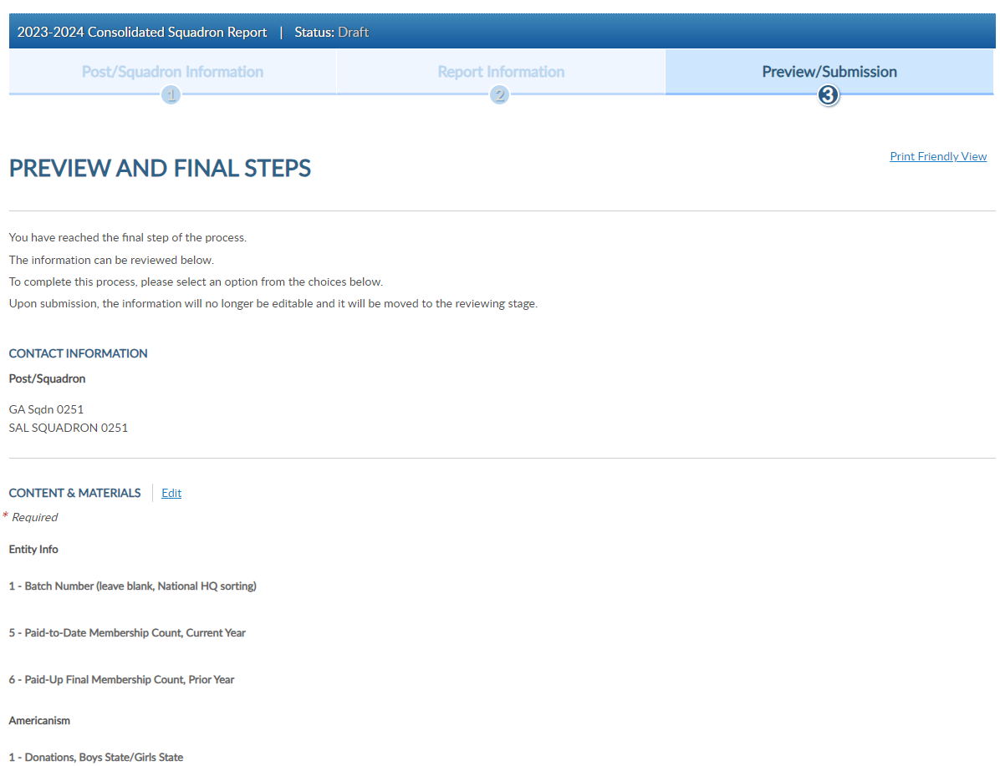 2023-2024 Consolidated Squadron Report | Status: Draft
Post/Squadron Information
1
Report Information
2
Preview/Submission
3
PREVIEW AND FINAL STEPS
Print Friendly View
You have reached the final step of the process.
The information can be reviewed below.
To complete this process, please select an option from the choices below.
Upon submission, the information will no longer be editable and it will be moved to the reviewing stage.
CONTACT INFORMATION
Post/Squadron
GA Sqdn 0251
SAL SQUADRON 0251
CONTENT & MATERIALS | Edit
* Required
Entity Info
1 - Batch Number (leave blank, National HQ sorting)
5 - Paid-to-Date Membership Count, Current Year
6 - Paid-Up Final Membership Count, Prior Year
Americanism
1 - Donations, Boys State/Girls State